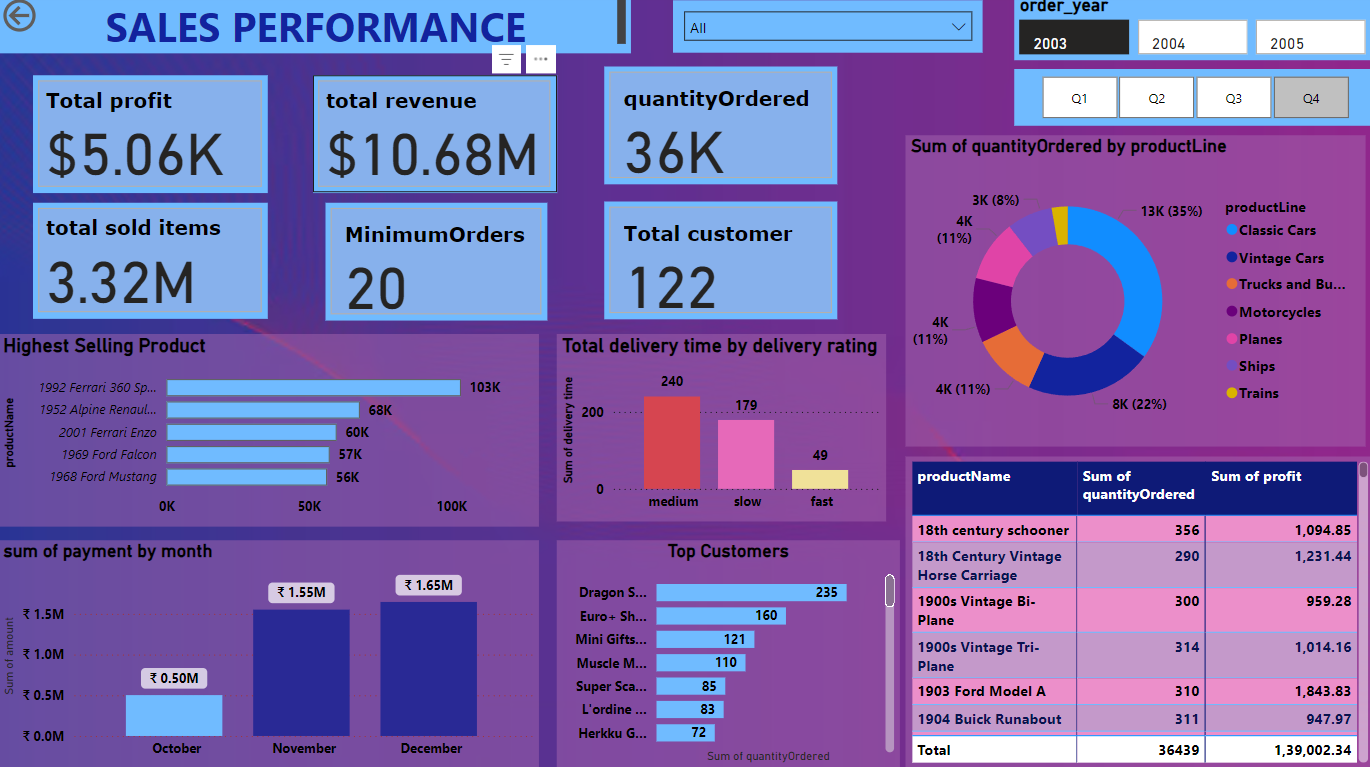 SALES PERFORMANCE
All
order_year
2003
2004
2005
Q1
Q2
Q3
Q4
Total profit
$5.06K
total revenue
$10.68M
quantityOrdered
36K
total sold items
3.32M
MinimumOrders
20
Total customer
122
Sum of quantityOrdered by productLine
3K (8%)
4K
(11%)
4K
(11%)
4K (11%)
8K (22%)
13K (35%)
productLine
Classic Cars
Vintage Cars
Trucks and Bu...
Motorcycles
Planes
Ships
Trains
Highest Selling Product
productName
1992 Ferrari 360 Sp...
103K
1952 Alpine Renaul...
68K
2001 Ferrari Enzo
60K
1969 Ford Falcon
57K
1968 Ford Mustang
56K
0K
50K
100K
Total delivery time by delivery rating
Sum of delivery time
200
0
240
179
49
medium
slow
fast
sum of payment by month
Sum of amount
₹ 1.5M
₹ 1.0M
₹ 0.5M
₹ 0.0M
₹ 0.50M
₹ 1.55M
₹ 1.65M
October
November
December
Top Customers
Dragon S...
235
Euro+ Sh...
160
Mini Gifts...
121
Muscle M...
110
Super Sca...
85
L'ordine ...
83
Herkku G...
72
Sum of quantityOrdered
productName Sum of quantityOrdered Sum of profit
18th century schooner 356 1,094.85
18th Century Vintage Horse Carriage 290 1,231.44
1900s Vintage Bi-Plane 300 959.28
1900s Vintage Tri-Plane 314 1,014.16
1903 Ford Model A 310 1,843.83
1904 Buick Runabout 311 947.97
Total 36439 1,39,002.34